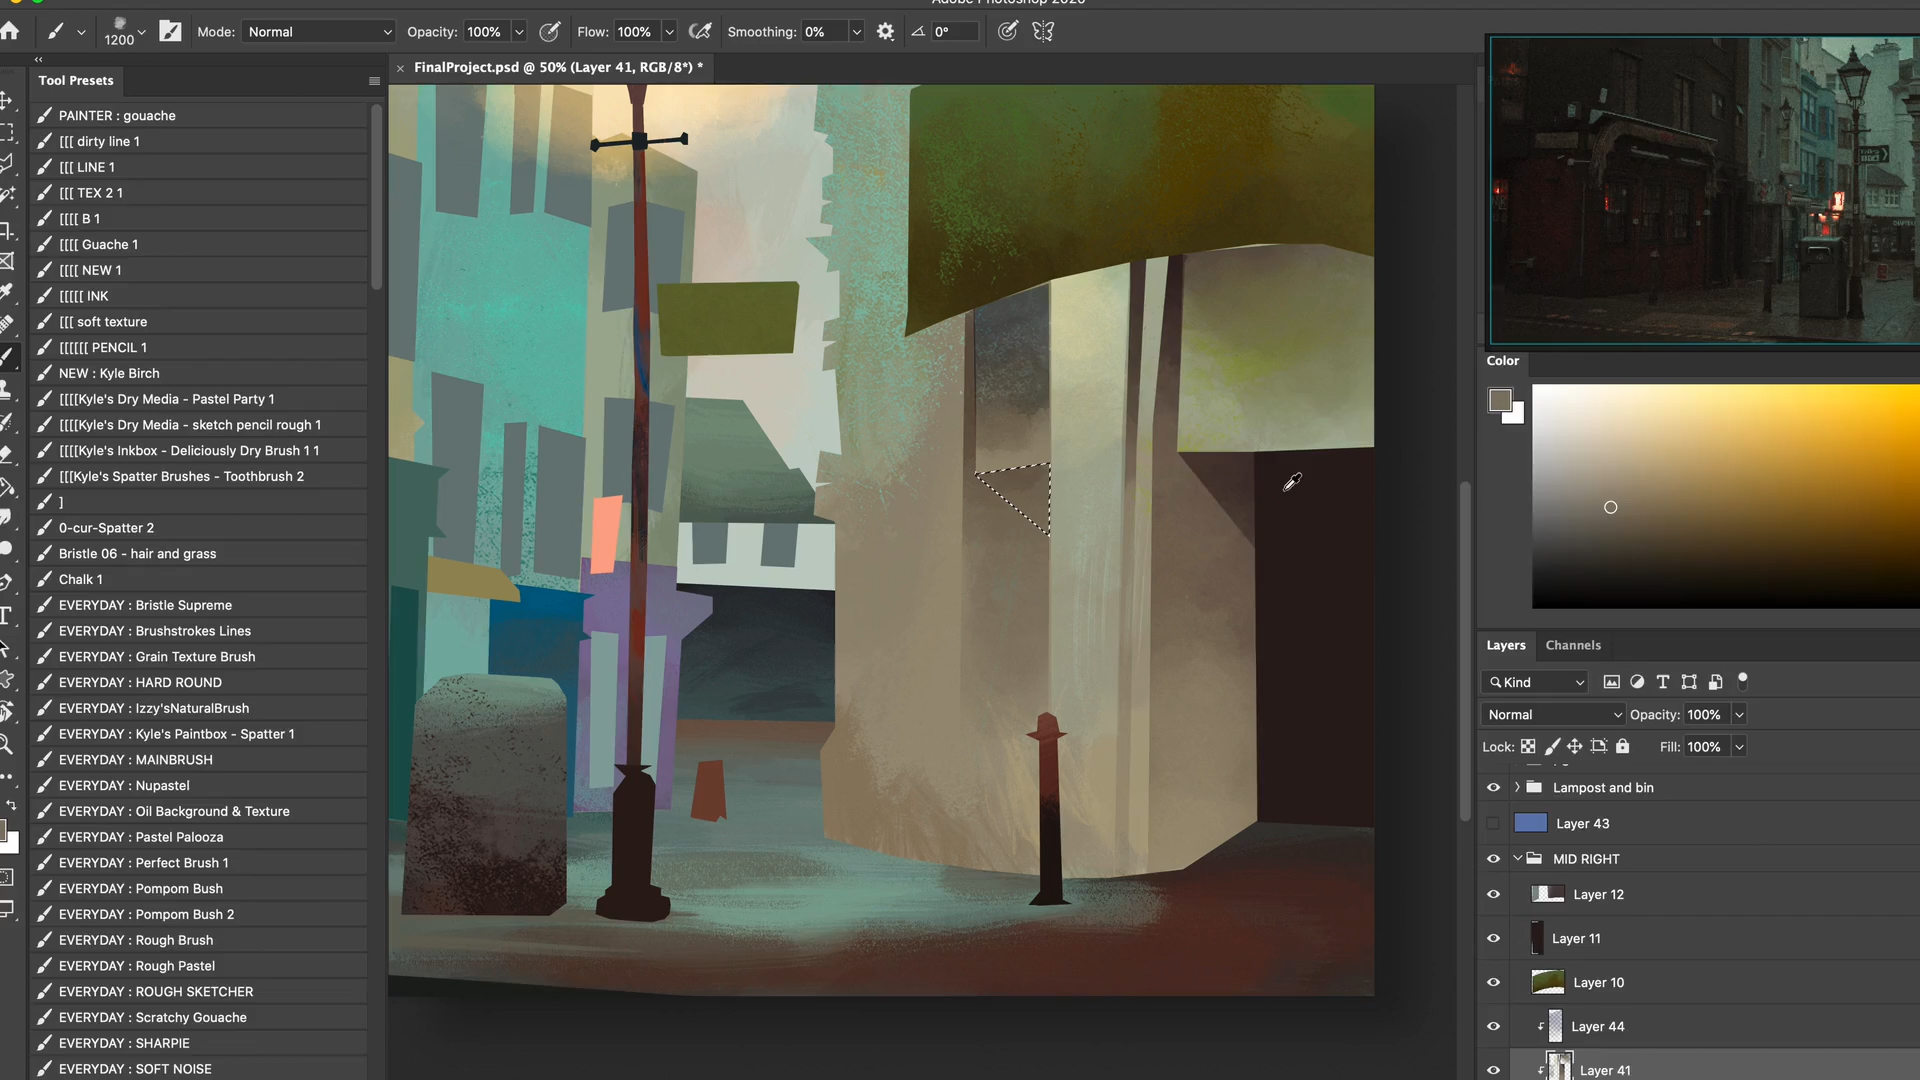 1200
Mode: Normal
Opacity: 100%
Flow: 100%
Smoothing: 0%
0°
Tool Presets
FinalProject.psd @ 50% (Layer 41, RGB/8*) *
PAINTER : gouache
[[[ dirty line 1
[[[ LINE 1
[[[ TEX 2 1
[[[[ B 1
[[[[ Guache 1
[[[[ NEW 1
[[[[[ INK
[[[ soft texture
[[[[[[ PENCIL 1
NEW : Kyle Birch
[[[[Kyle's Dry Media - Pastel Party 1
[[[[Kyle's Dry Media - sketch pencil rough 1
[[[[Kyle's Inkbox - Deliciously Dry Brush 1 1
[[[Kyle's Spatter Brushes - Toothbrush 2
]
0-cur-Spatter 2
Bristle 06 - hair and grass
Chalk 1
EVERYDAY : Bristle Supreme
EVERYDAY : Brushstrokes Lines
EVERYDAY : Grain Texture Brush
EVERYDAY : HARD ROUND
EVERYDAY : Izzy'sNaturalBrush
EVERYDAY : Kyle's Paintbox - Spatter 1
EVERYDAY : MAINBRUSH
EVERYDAY : Nupastel
EVERYDAY : Oil Background & Texture
EVERYDAY : Pastel Palooza
EVERYDAY : Perfect Brush 1
EVERYDAY : Pompom Bush
EVERYDAY : Pompom Bush 2
EVERYDAY : Rough Brush
EVERYDAY : Rough Pastel
EVERYDAY : ROUGH SKETCHER
EVERYDAY : Scratchy Gouache
EVERYDAY : SHARPIE
EVERYDAY : SOFT NOISE
Color
Layers
Channels
Kind
Normal
Opacity: 100%
Lock:
Fill: 100%
Lampost and bin
Layer 43
MID RIGHT
Layer 12
Layer 11
Layer 10
Layer 44
Layer 41